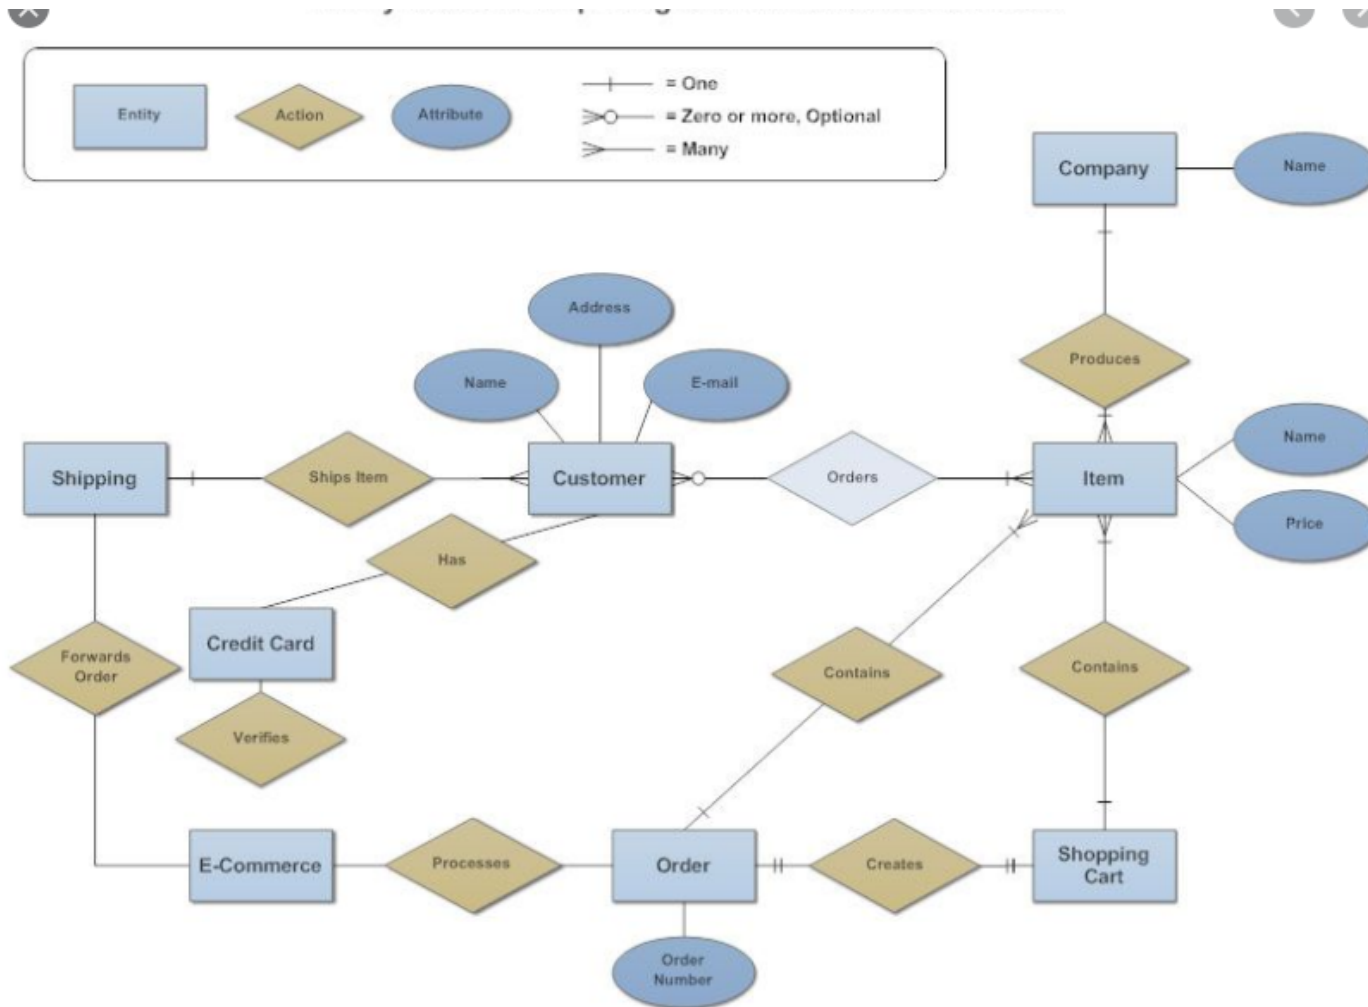 Entity
Action
Attribute
= One
= Zero or more, Optional
= Many
Company
Name
Produces
Address
Name
E-mail
Shipping
Ships Item
Customer
Orders
Item
Name
Price
Has
Credit Card
Forwards
Order
Verifies
Contains
Contains
E-Commerce
Processes
Order
Creates
Shopping
Cart
Order
Number